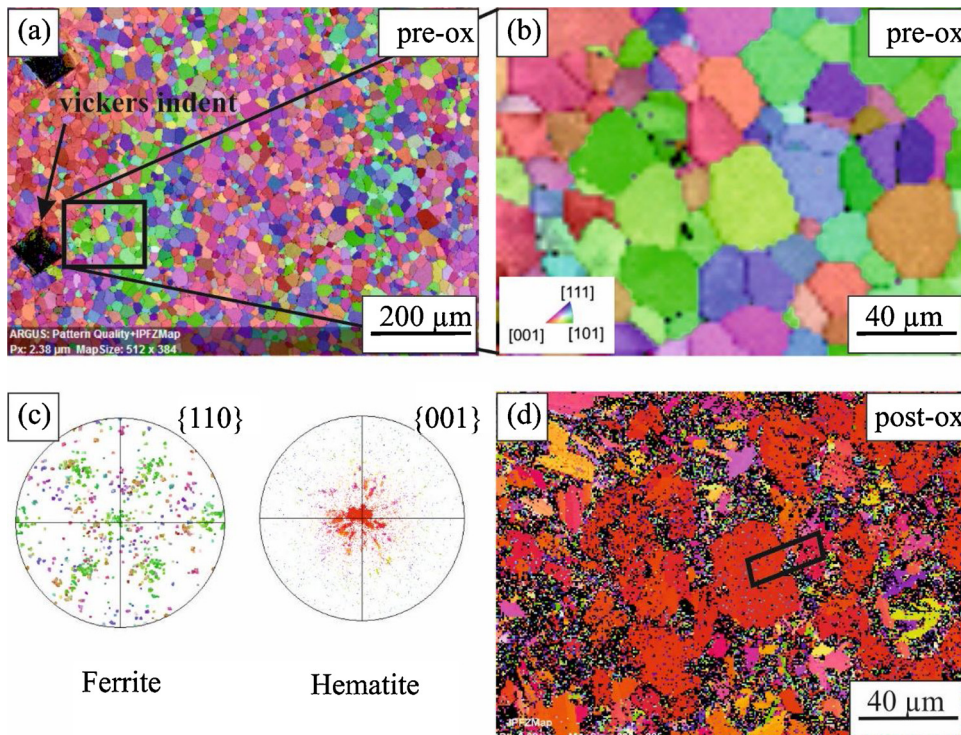 (a)
pre-ox
vickers indent
ARGUS: Pattern Quality+IPFZMap
Px: 2.38 µm MapSize: 512 x 384
200 µm
(b)
pre-ox
[111]
[001]
[101]
40 µm
(c)
{110}
{001}
Ferrite
Hematite
(d)
post-ox
IPFZMap
40 µm